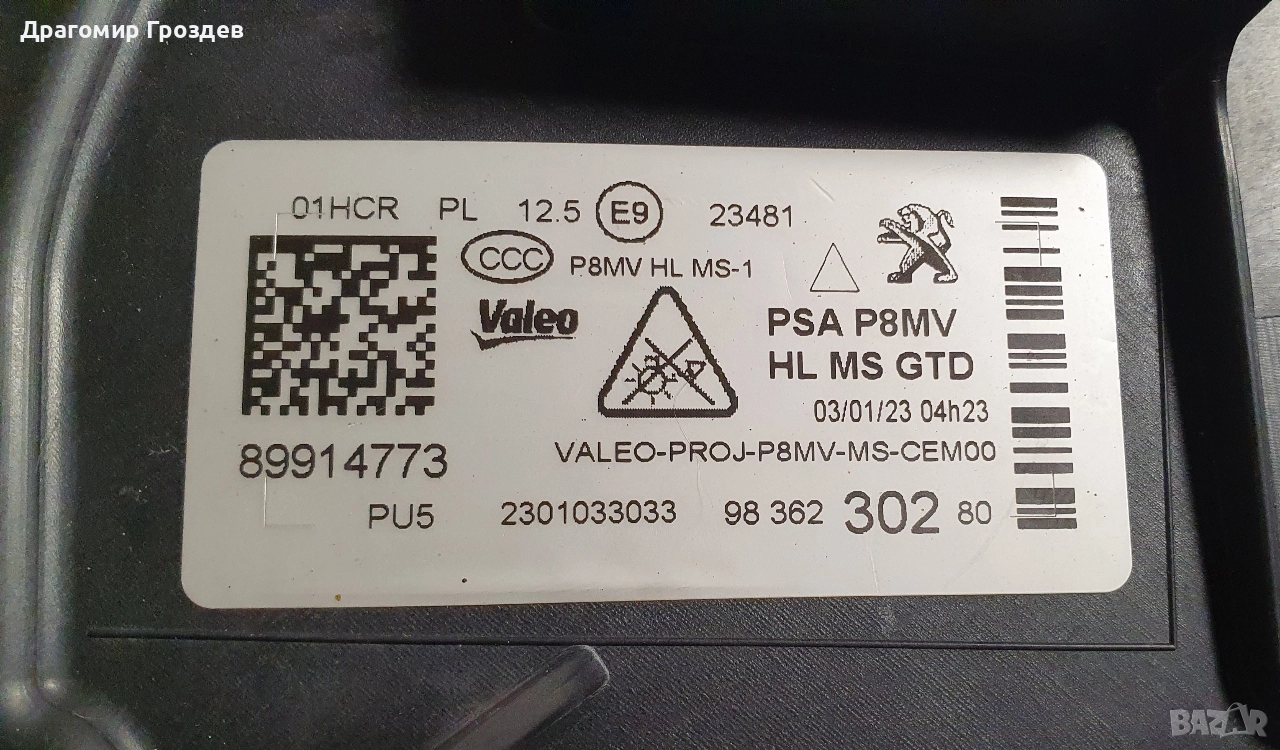 Драгомир Гроздев
01HCR PL 12.5 E9 23481
CCC P8MV HL MS-1
Valeo
PSA P8MV
HL MS GTD
03/01/23 04h23
89914773
VALEO-PROJ-P8MV-MS-CEM00
PU5 2301033033 98 362 302 80
BAZAR